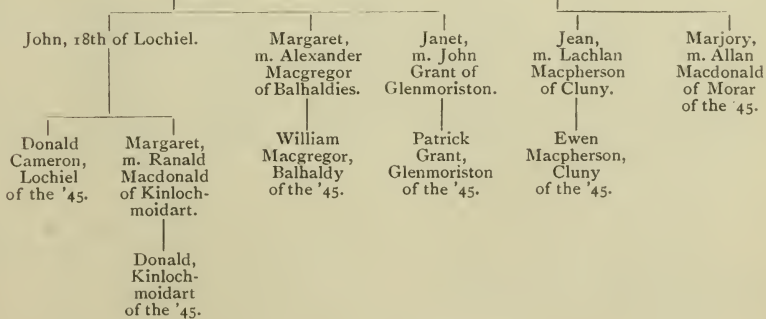 John, 18th of Lochiel.
Margaret,
m. Alexander
Macgregor
of Balhaldies.
Janet,
m. John
Grant of
Glenmoriston.
Jean,
m. Lachlan
Macpherson
of Cluny.
Marjory,
m. Allan
Macdonald
of Morar
of the '45.
Donald
Cameron,
Lochiel
of the '45.
Margaret,
m. Ranald
Macdonald
of Kinloch-
moidart.
William
Macgregor,
Balhaldy
of the '45.
Patrick
Grant,
Glenmoriston
of the '45.
Ewen
Macpherson,
Cluny
of the '45.
Donald,
Kinloch-
moidart
of the '45.